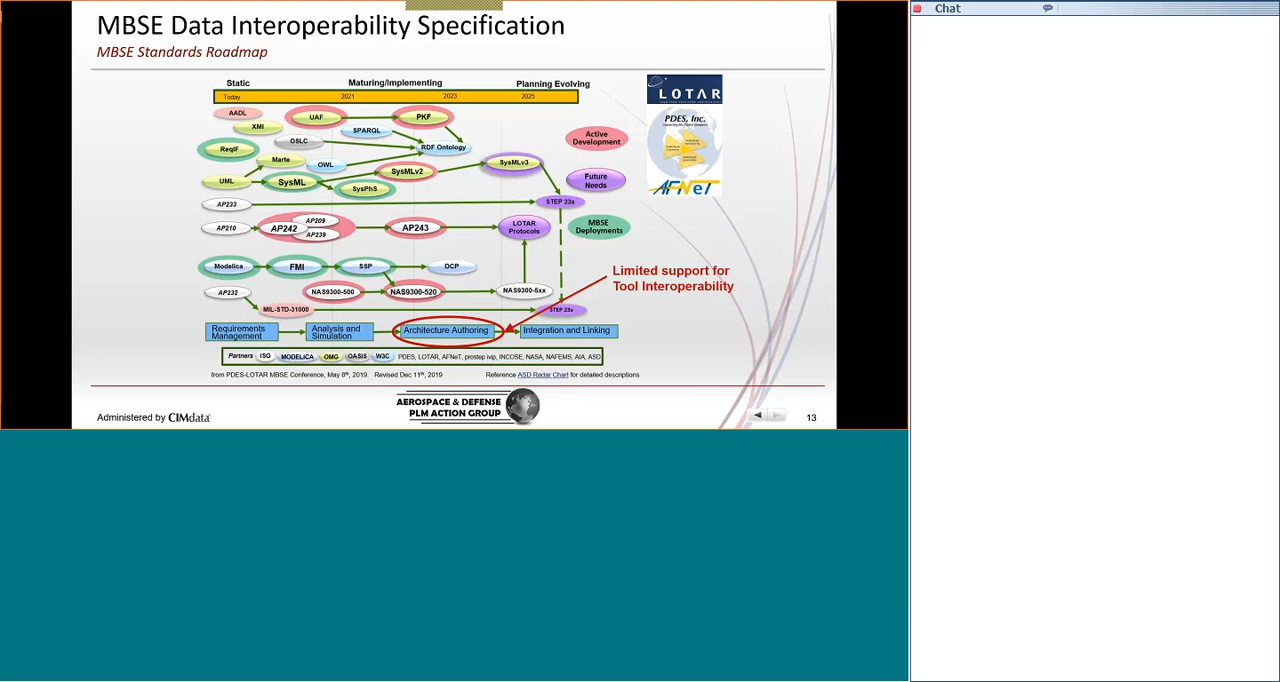 Chat
MBSE Data Interoperability Specification
MBSE Standards Roadmap
Static
Maturing/Implementing
Planning Evolving
Today
2021
2023
2025
AADL
XMI
UAF
PKF
SPARQL
OSLC
RDF Ontology
ReqIF
Marte
OWL
SysMLv2
SysMLv3
UML
SysML
SysPhS
AP233
STEP 23x
AP210
AP242
AP209
AP239
AP243
LOTAR
Protocols
Modelica
FMI
SSP
DCP
AP232
NAS9300-500
NAS9300-520
NAS9300-5xx
MIL-STD-31000
STEP 23x
Active
Development
Future
Needs
MBSE
Deployments
LOTAR
PDES, Inc.
AFNeT
Limited support for
Tool Interoperability
Requirements
Management
Analysis and
Simulation
Architecture Authoring
Integration and Linking
Partners ISO MODELICA OMG OASIS W3C PDES, LOTAR, AFNeT, prostep ivip, INCOSE, NASA, NAFEMS, AIA, ASD
from PDES-LOTAR MBSE Conference, May 8th, 2019. Revised Dec 11th, 2019
Reference ASD Radar Chart for detailed descriptions
AEROSPACE & DEFENSE
PLM ACTION GROUP
Administered by CIMdata
13